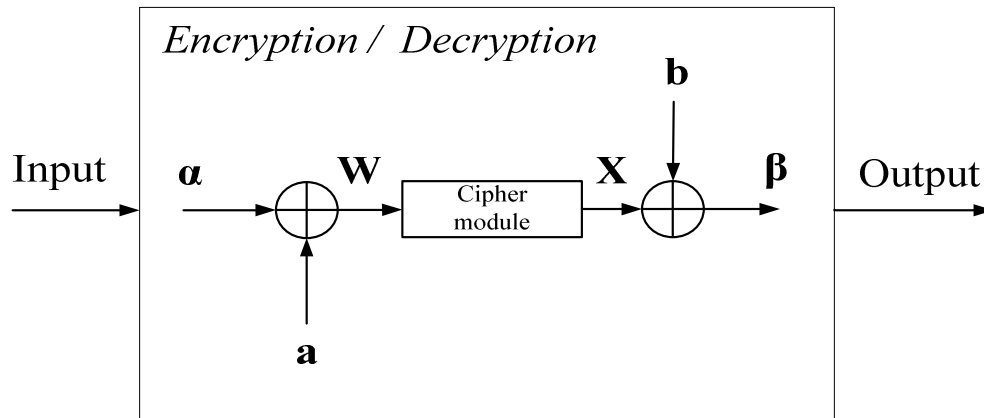 Encryption / Decryption
b
Input
α
W
Cipher
module
X
β
Output
a